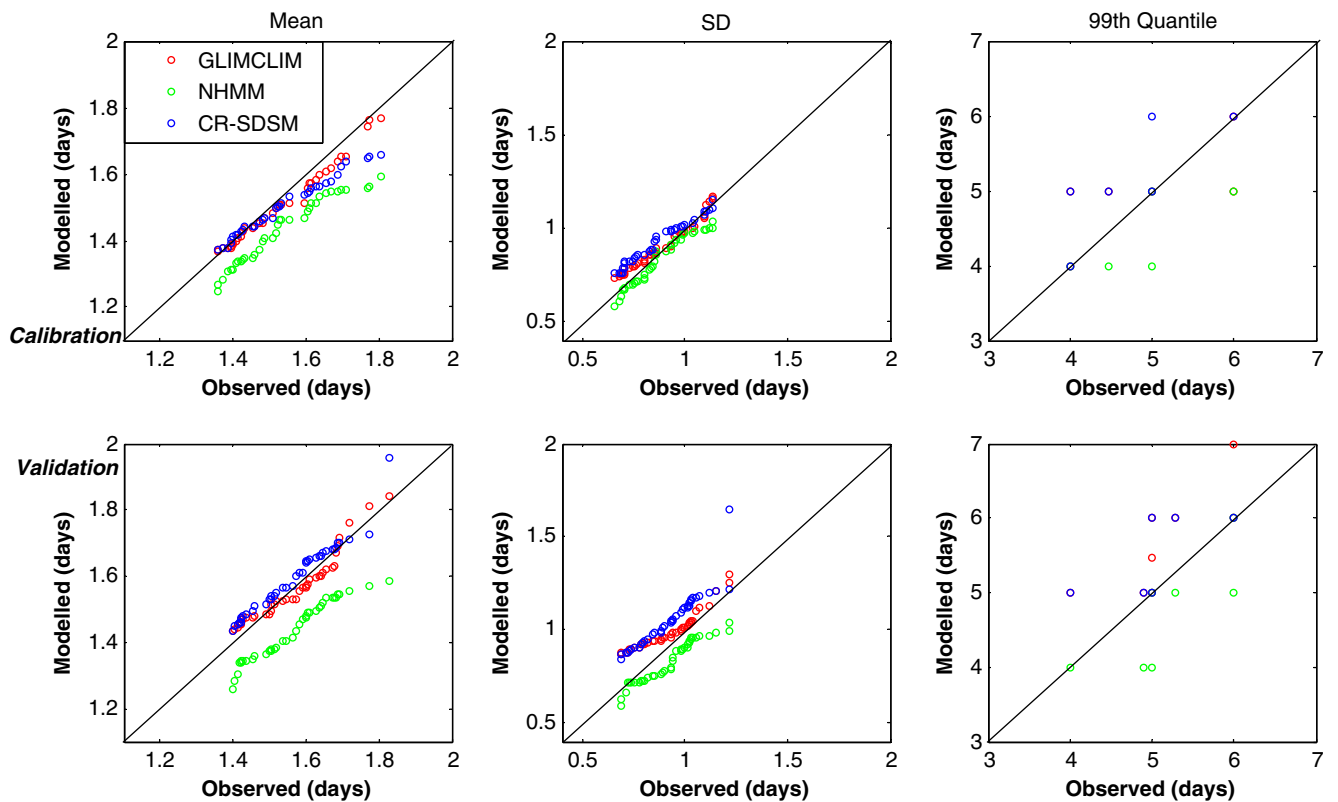 Mean
SD
99th Quantile
2
1.8
1.6
1.4
1.2
Modelled (days)
GLIMCLIM
NHMM
CR-SDSM
Calibration
1.2
1.4
1.6
1.8
2
Observed (days)
2
1.5
1
0.5
Modelled (days)
0.5
1
1.5
2
Observed (days)
7
6
5
4
3
Modelled (days)
3
4
5
6
7
Observed (days)
Validation
2
1.8
1.6
1.4
1.2
Modelled (days)
1.2
1.4
1.6
1.8
2
Observed (days)
2
1.5
1
0.5
Modelled (days)
0.5
1
1.5
2
Observed (days)
7
6
5
4
3
Modelled (days)
3
4
5
6
7
Observed (days)